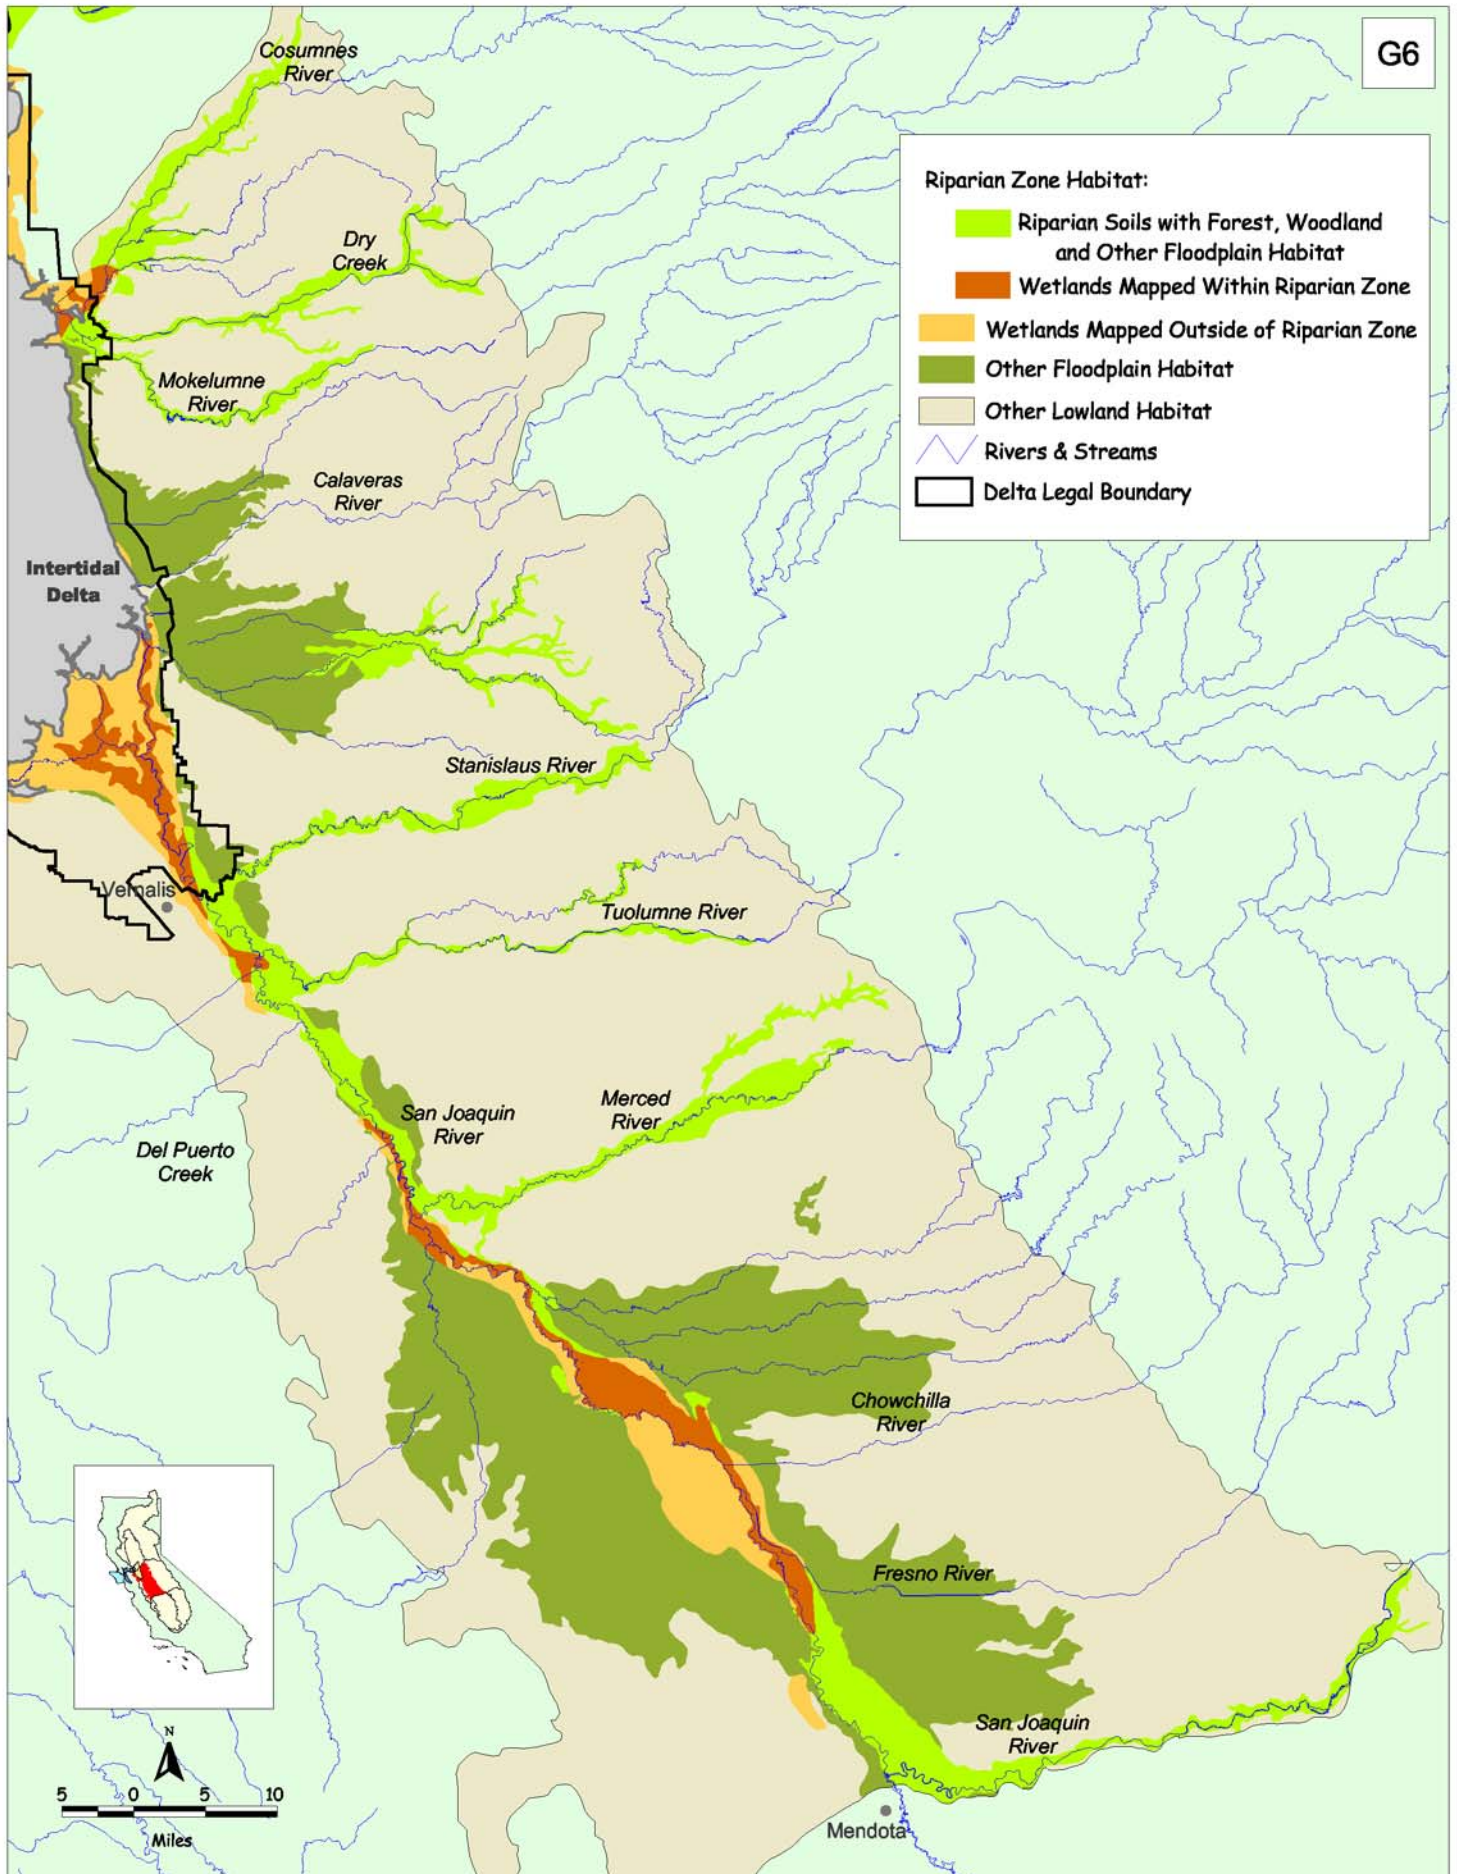 G6
Cosumnes
River
Riparian Zone Habitat:
Riparian Soils with Forest, Woodland
and Other Floodplain Habitat
Wetlands Mapped Within Riparian Zone
Wetlands Mapped Outside of Riparian Zone
Other Floodplain Habitat
Other Lowland Habitat
Rivers & Streams
Delta Legal Boundary
Dry
Creek
Mokelumne
River
Calaveras
River
Intertidal
Delta
Stanislaus River
Vernalis
Tuolumne River
San Joaquin
River
Merced
River
Del Puerto
Creek
Chowchilla
River
Fresno River
San Joaquin
River
Mendota
N
5 0 5 10
Miles